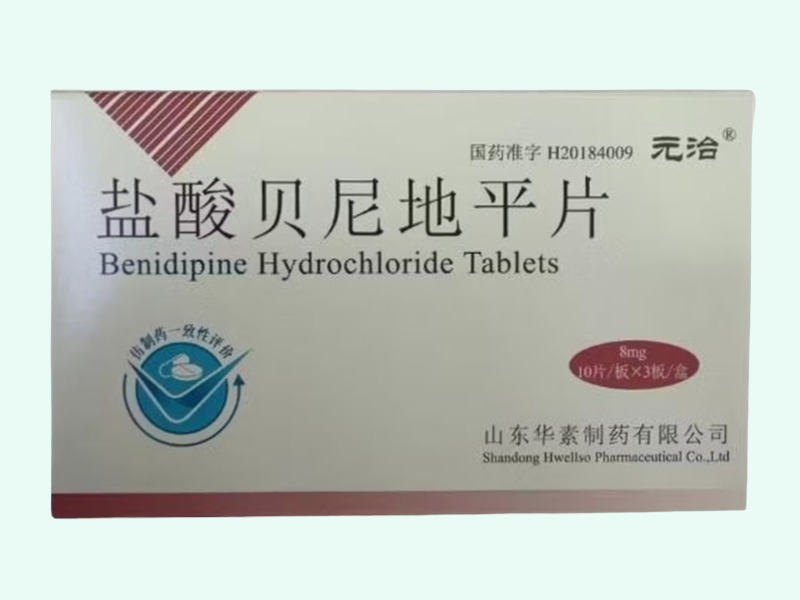 国药准字 H20184009 元治®
盐酸贝尼地平片
Benidipine Hydrochloride Tablets
仿制药一致性评价
8mg
10片/板×3板/盒
山东华素制药有限公司
Shandong Hwellso Pharmaceutical Co.,Ltd